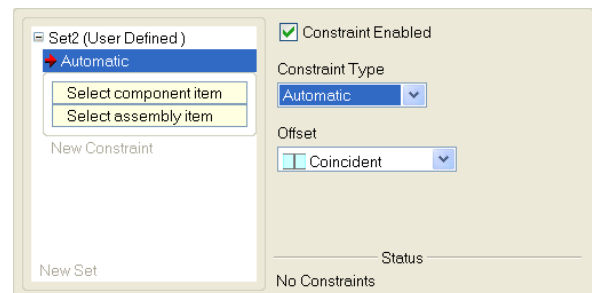 Set2 (User Defined )
Automatic
Select component item
Select assembly item
New Constraint
New Set
Constraint Enabled
Constraint Type
Automatic
Offset
Coincident
Status
No Constraints